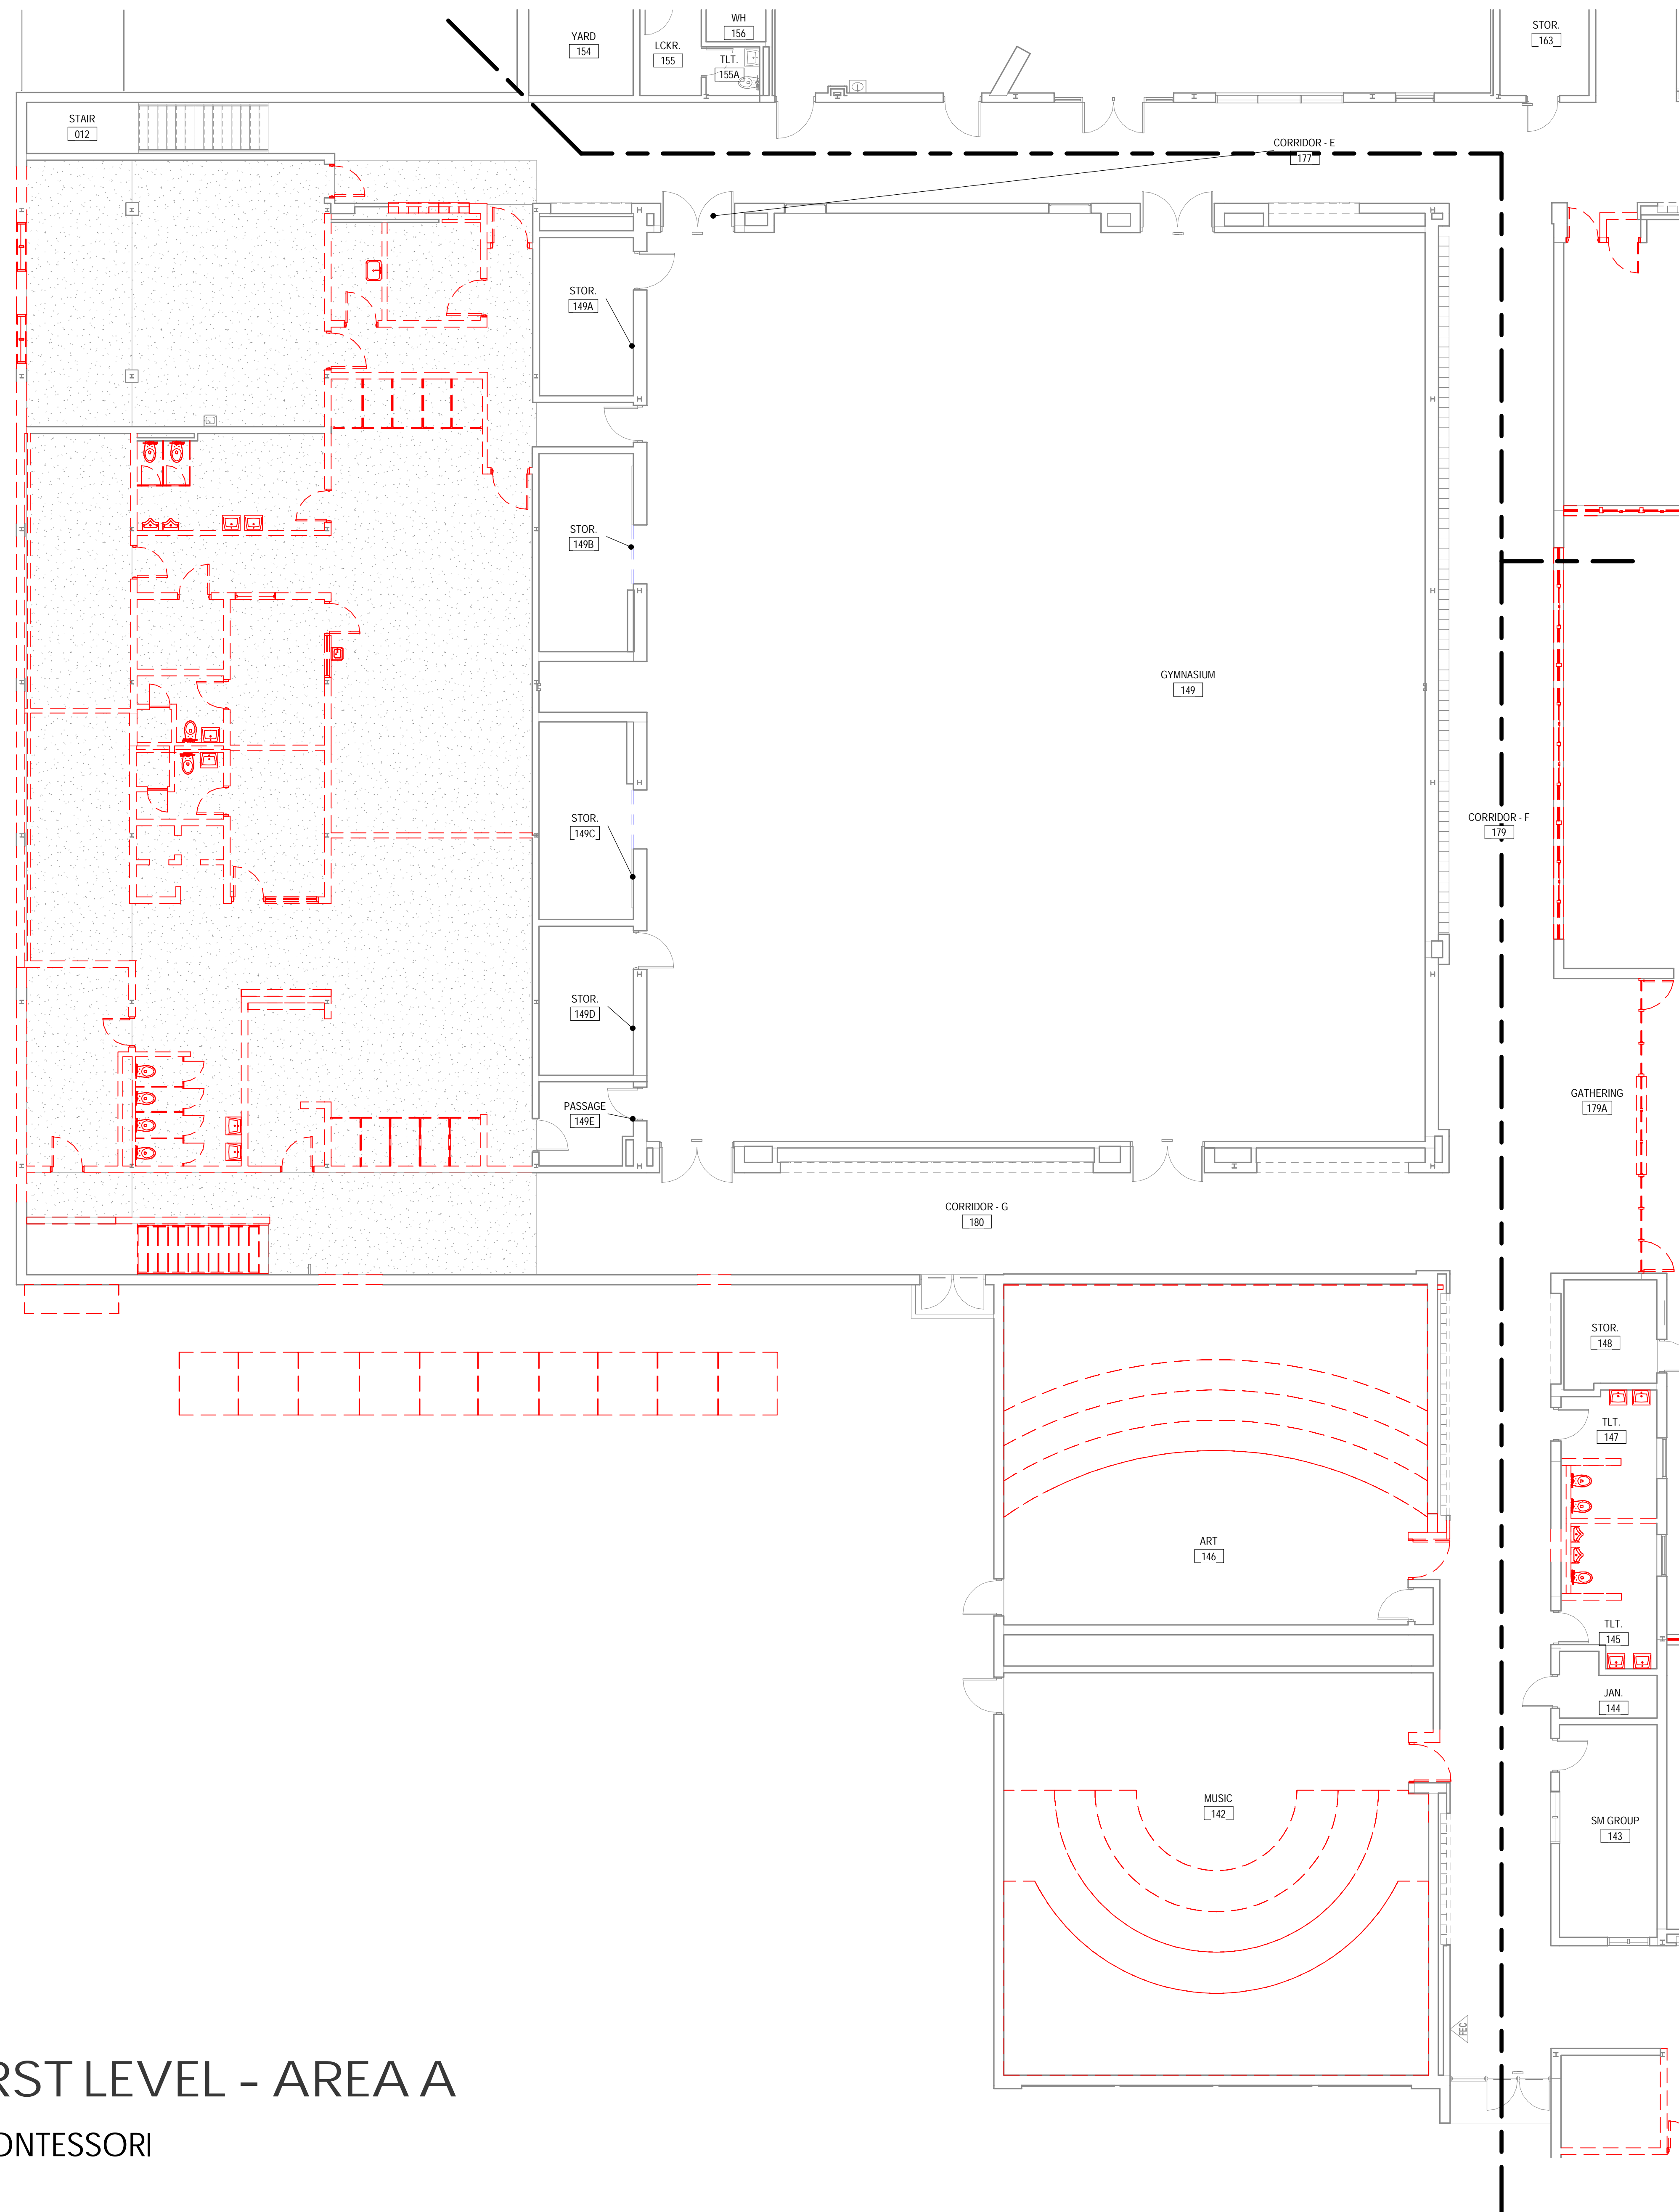 YARD
154
LCKR.
155
WH
156
TLT.
155A
STOR.
163
STAIR
012
CORRIDOR - E
177
STOR.
149A
STOR.
149B
GYMNASIUM
149
STOR.
149C
CORRIDOR - F
179
STOR.
149D
PASSAGE
149E
GATHERING
179A
CORRIDOR - G
180
STOR.
148
TLT.
147
ART
146
TLT.
145
JAN.
144
MUSIC
142
SM GROUP
143
FEC
RST LEVEL - AREA A
ONTESSORI